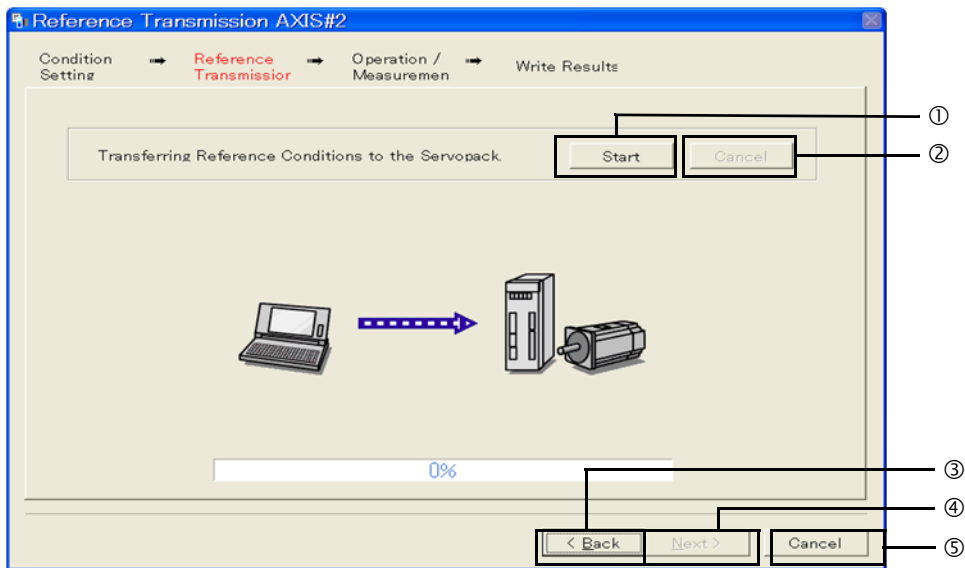 Reference Transmission AXIS#2
Condition Setting ➟ Reference Transmissior ➟ Operation / Measuremen ➟ Write Results
①
Transferring Reference Conditions to the Servopack. Start Cancel
②
0%
③
④
< Back Next > Cancel
⑤